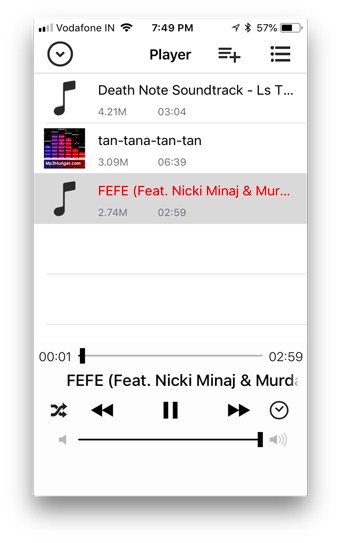 Vodafone IN 7:49 PM 57%
Player
Death Note Soundtrack - Ls T...
4.21M 03:04
tan-tana-tan-tan
3.09M 06:39
Mp3Hunger.com
FEFE (Feat. Nicki Minaj & Mur...
2.74M 02:59
00:01 02:59
FEFE (Feat. Nicki Minaj & Murda